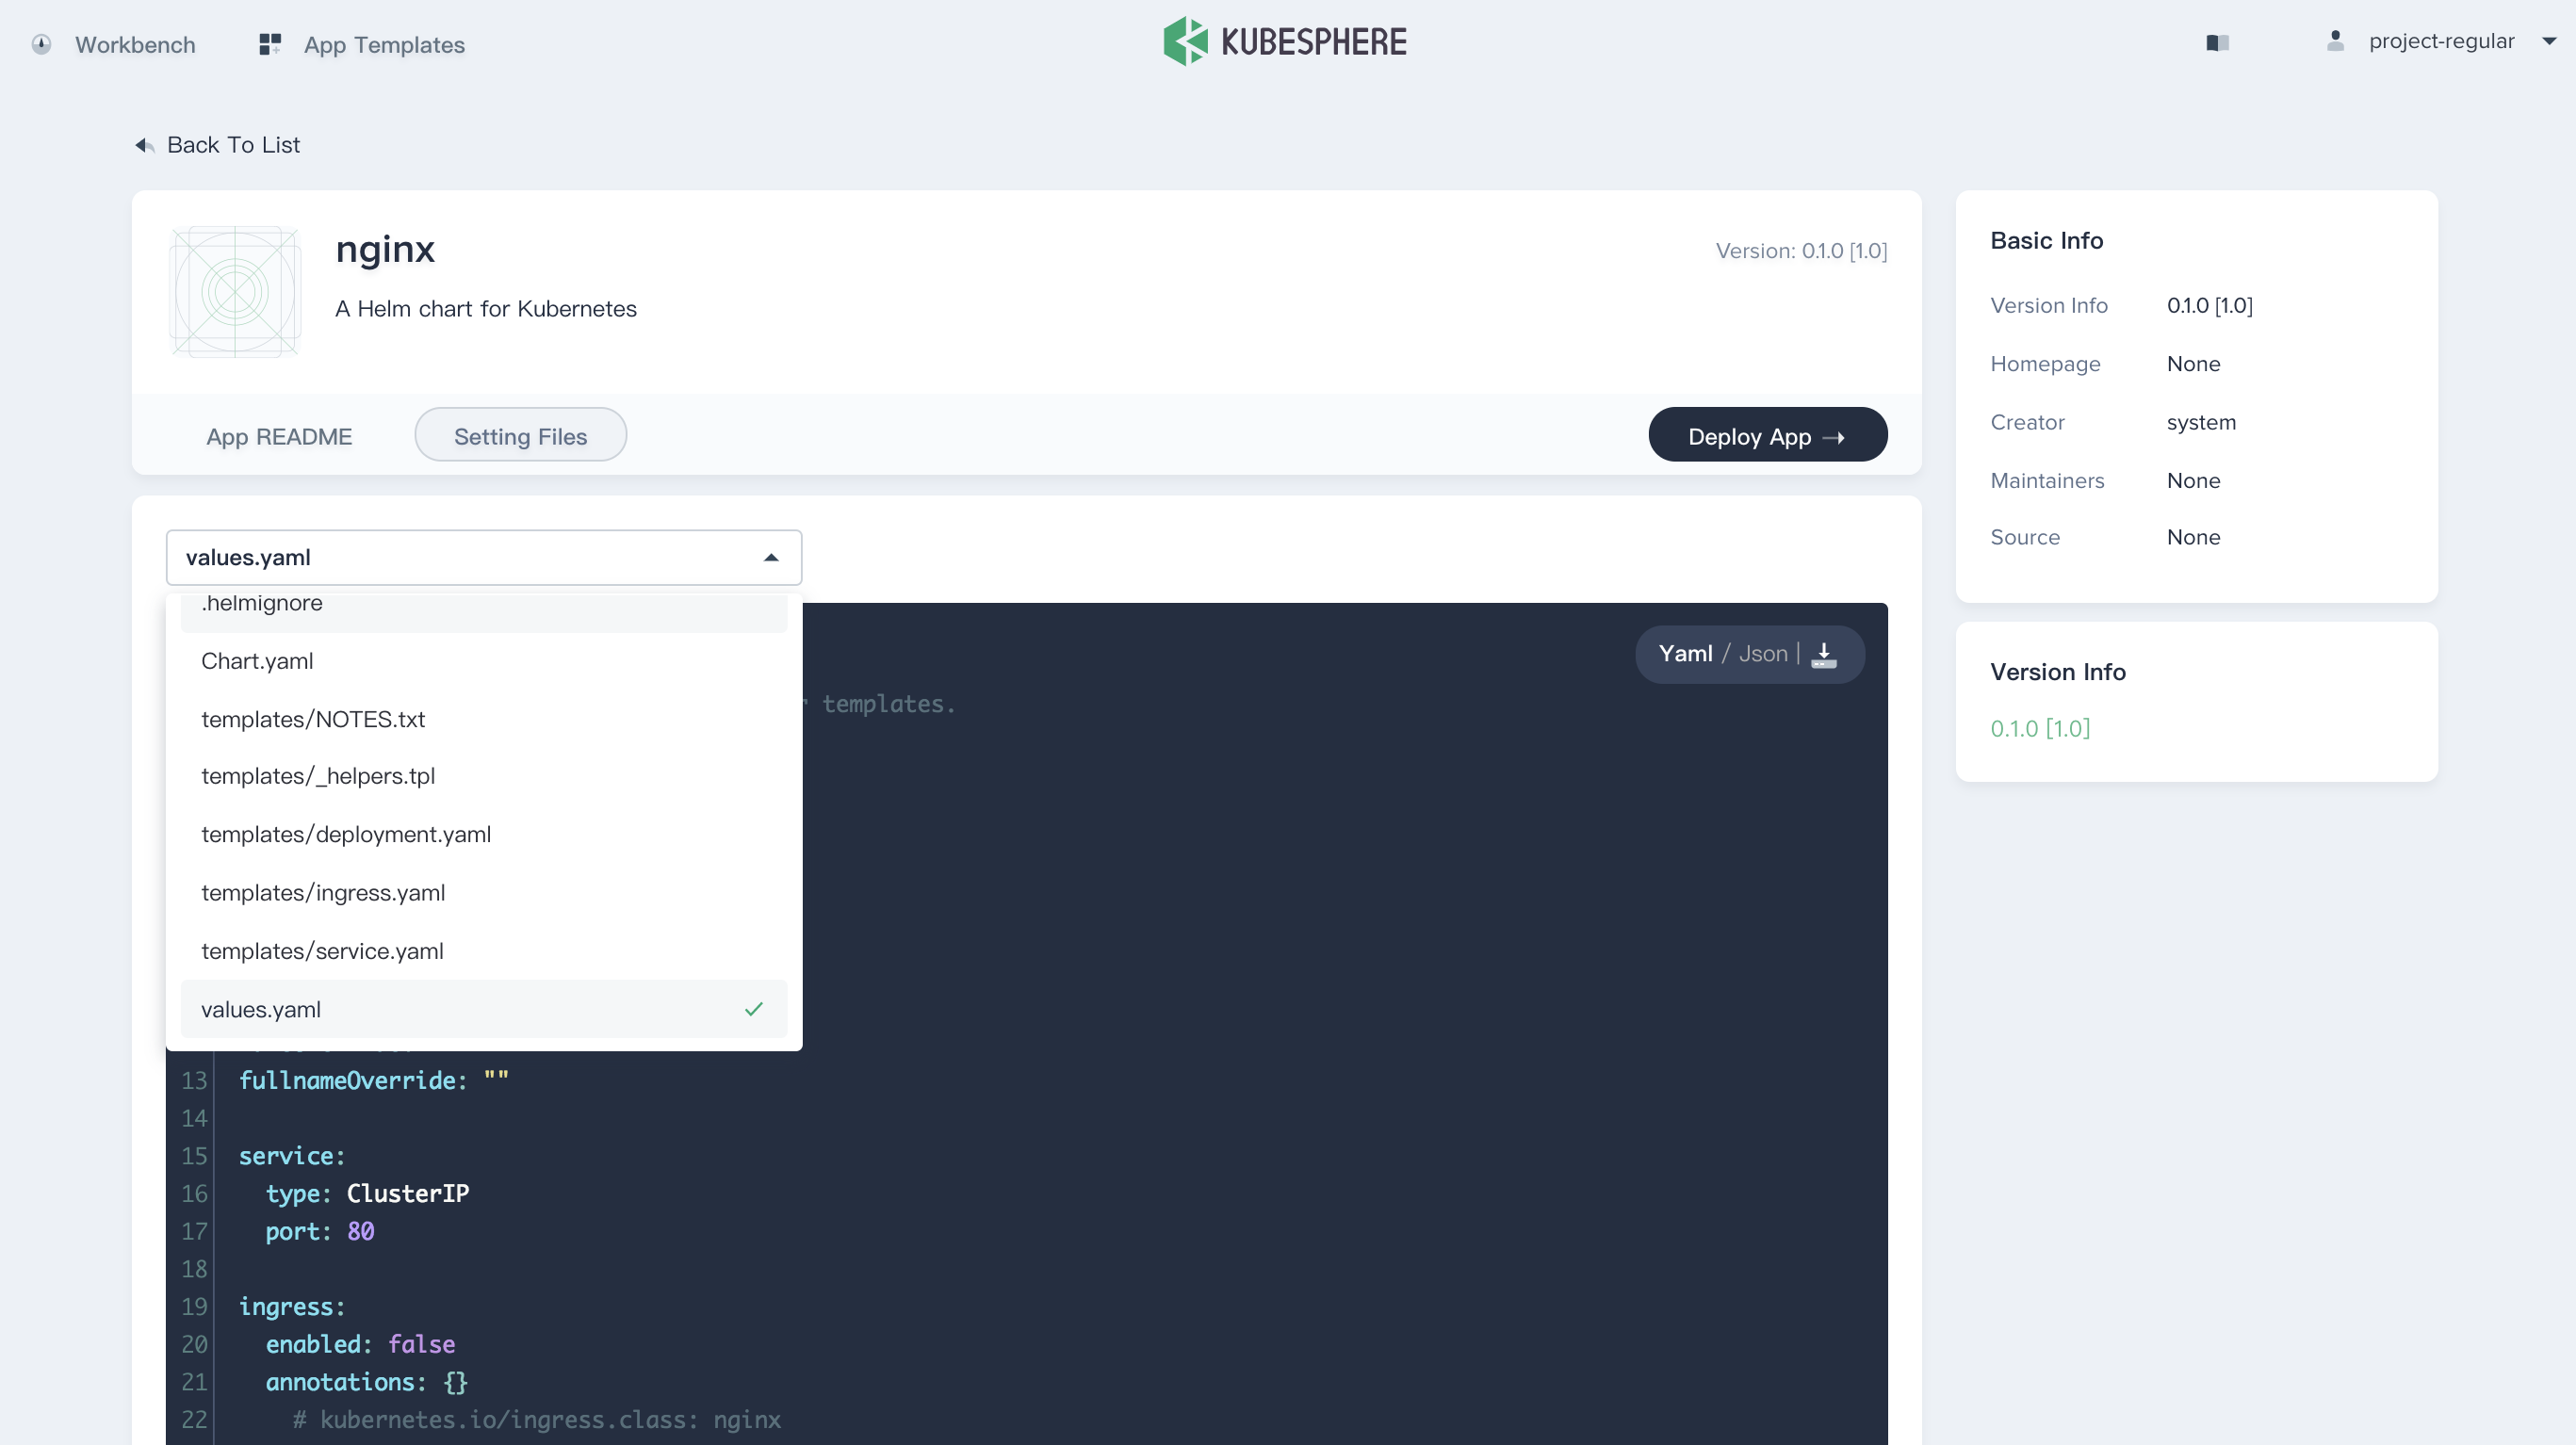 Workbench
App Templates
KUBESPHERE
project-regular
Back To List
nginx
Version: 0.1.0 [1.0]
A Helm chart for Kubernetes
App README
Setting Files
Deploy App →
Basic Info
Version Info 0.1.0 [1.0]
Homepage None
Creator system
Maintainers None
Source None
Version Info
0.1.0 [1.0]
values.yaml
.helmignore
Chart.yaml
templates/NOTES.txt
templates/_helpers.tpl
templates/deployment.yaml
templates/ingress.yaml
templates/service.yaml
values.yaml
Yaml / Json |
templates.
13 fullnameOverride: ""
14
15 service:
16 type: ClusterIP
17 port: 80
18
19 ingress:
20 enabled: false
21 annotations: {}
22 # kubernetes.io/ingress.class: nginx